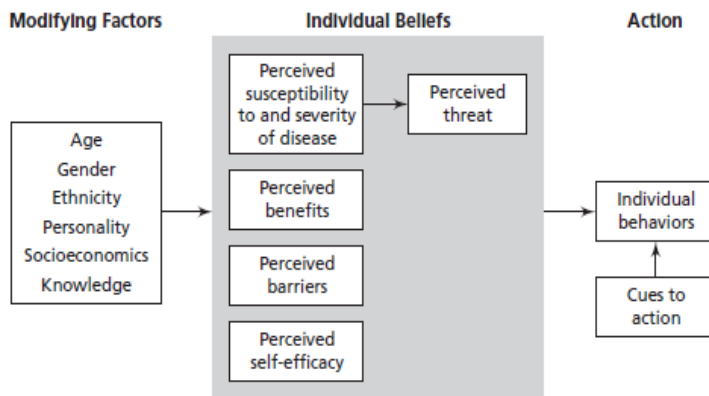 Modifying Factors
Individual Beliefs
Action
Age
Gender
Ethnicity
Personality
Socioeconomics
Knowledge
Perceived
susceptibility
to and severity
of disease
Perceived
threat
Perceived
benefits
Perceived
barriers
Perceived
self-efficacy
Individual
behaviors
Cues to
action